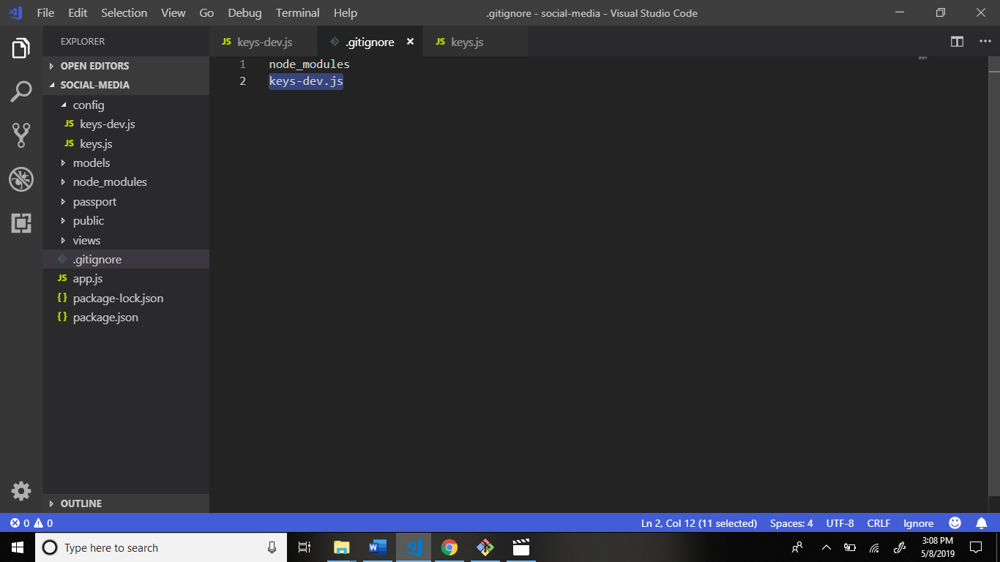 File Edit Selection View Go Debug Terminal Help .gitignore - social-media - Visual Studio Code
EXPLORER
JS keys-dev.js .gitignore JS keys.js
OPEN EDITORS
SOCIAL-MEDIA
config
JS keys-dev.js
JS keys.js
models
node_modules
passport
public
views
.gitignore
JS app.js
{} package-lock.json
{} package.json
OUTLINE
1 node_modules
2 keys-dev.js
0 0 Ln 2, Col 12 (11 selected) Spaces: 4 UTF-8 CRLF Ignore
Type here to search
3:08 PM
5/8/2019